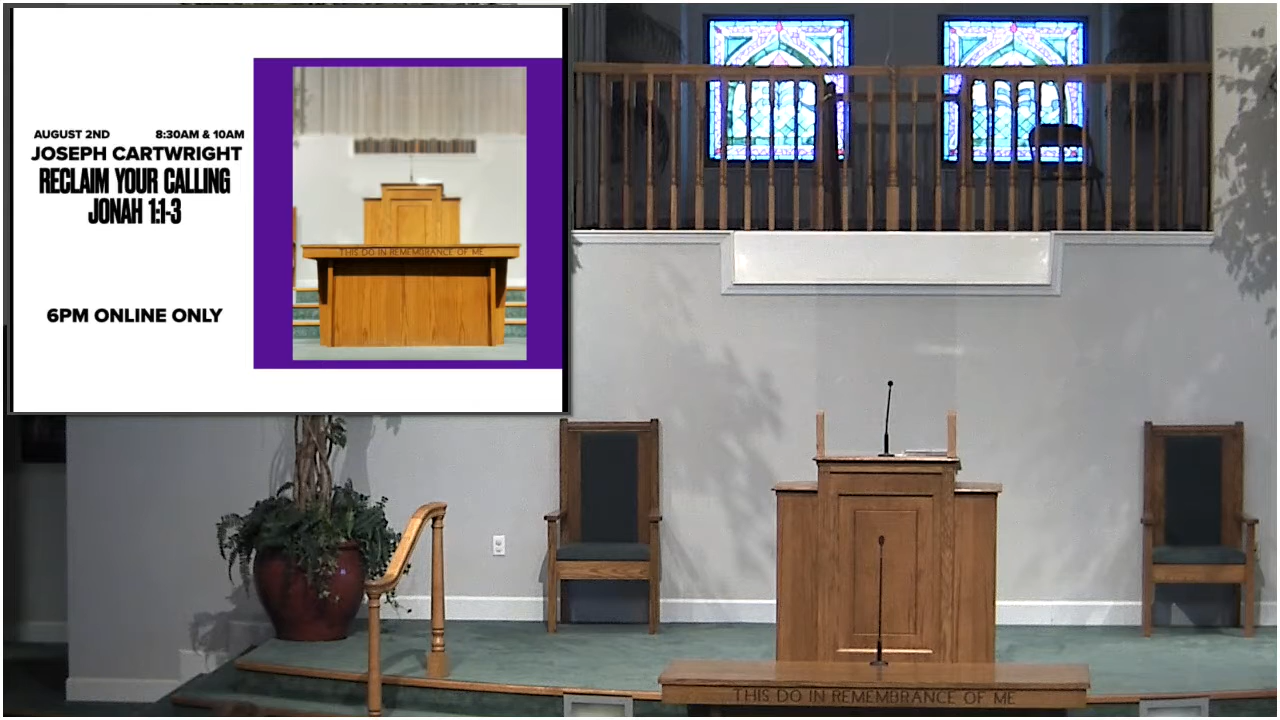 AUGUST 2ND 8:30AM & 10AM
JOSEPH CARTWRIGHT
RECLAIM YOUR CALLING
JONAH 1:1-3
6PM ONLINE ONLY
THIS DO IN REMEMBRANCE OF ME
THIS DO IN REMEMBRANCE OF ME